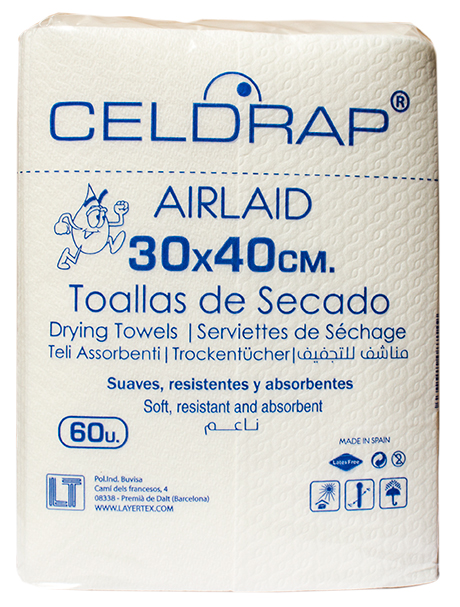 CELDRAP®
AIRLAID
30x40CM.
Toallas de Secado
Drying Towels | Serviettes de Séchage
Teli Assorbenti | Trockentücher | مناشف للتجفيف
Suaves, resistentes y absorbentes
Soft, resistant and absorbent
ناعم
60u.
MADE IN SPAIN
Latex Free
2
LT
Pol.Ind. Buvisa
Camí dels francesos, 4
08338 - Premià de Dalt (Barcelona)
WWW.LAYERTEX.COM